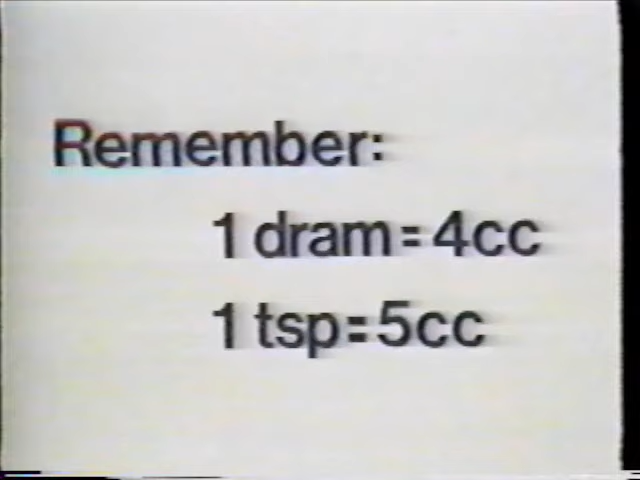 Remember:
1 dram = 4cc
1 tsp = 5cc